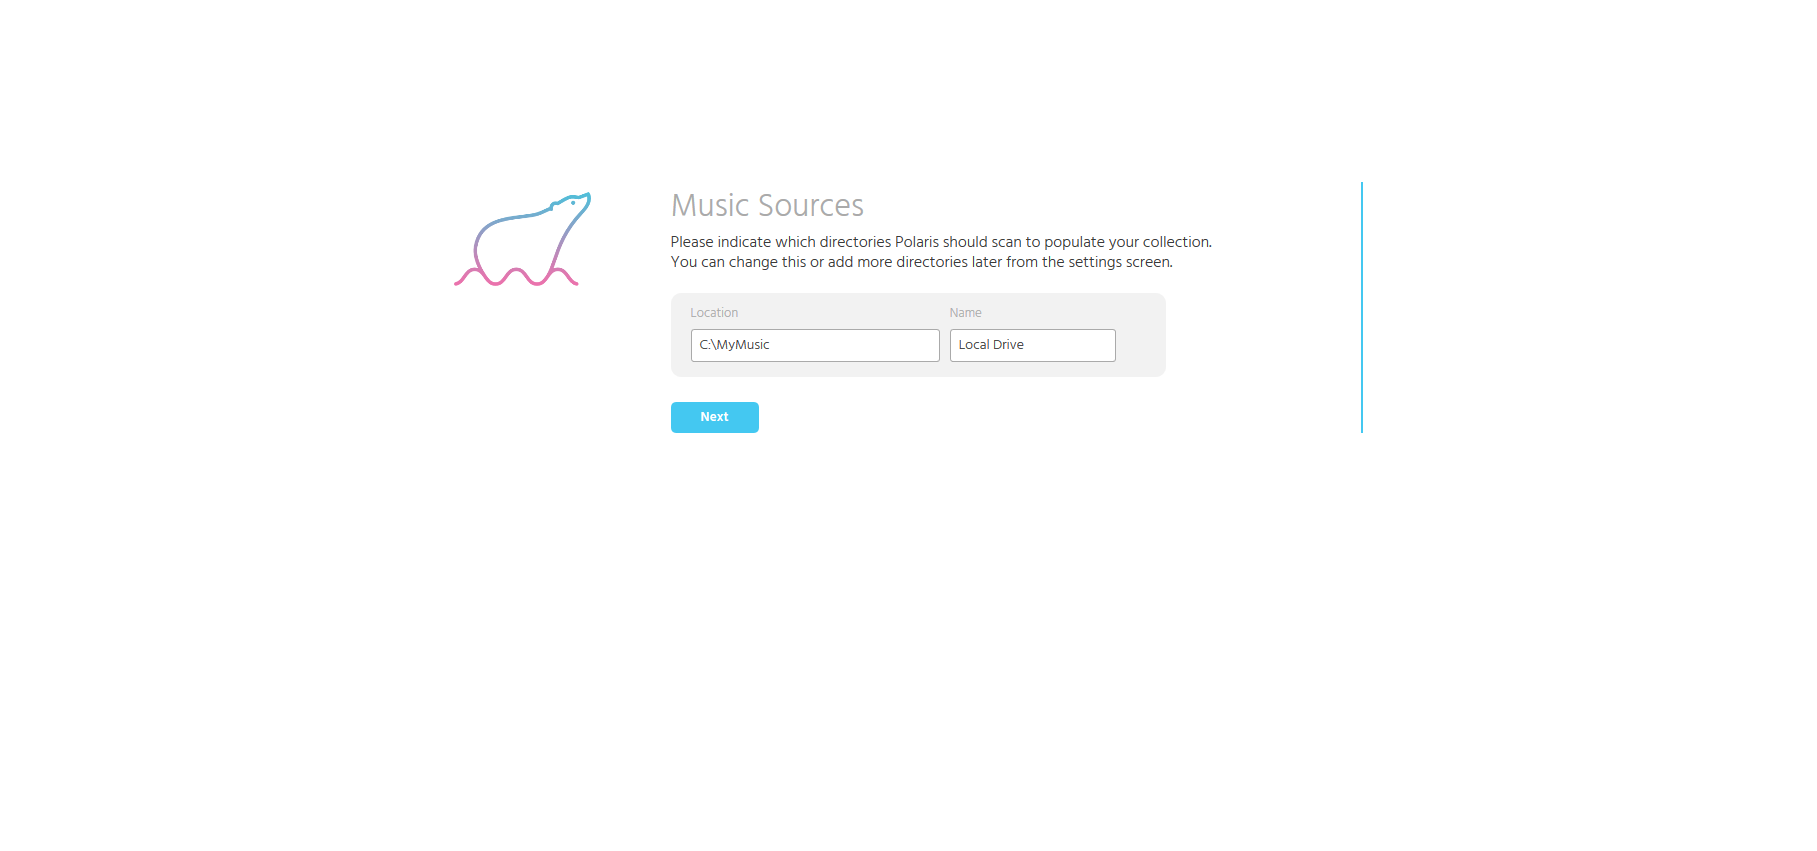 Music Sources
Please indicate which directories Polaris should scan to populate your collection.
You can change this or add more directories later from the settings screen.
Location Name
C:\MyMusic Local Drive
Next